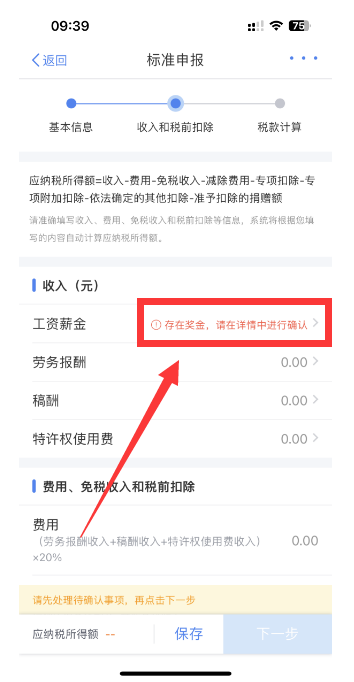 09:39
75
返回
标准申报
基本信息
收入和税前扣除
税款计算
应纳税所得额=收入-费用-免税收入-减除费用-专项扣除-专
项附加扣除-依法确定的其他扣除-准予扣除的捐赠额
请准确填写收入、费用、免税收入和税前扣除等信息，系统将根据您填
写的内容自动计算应纳税所得额。
收入（元）
工资薪金
存在奖金，请在详情中进行确认
劳务报酬
0.00
稿酬
0.00
特许权使用费
0.00
费用、免税收入和税前扣除
费用
（劳务报酬收入+稿酬收入+特许权使用费收入）
×20%
0.00
请先处理待确认事项，再点击下一步
应纳税所得额 --
保存
下一步